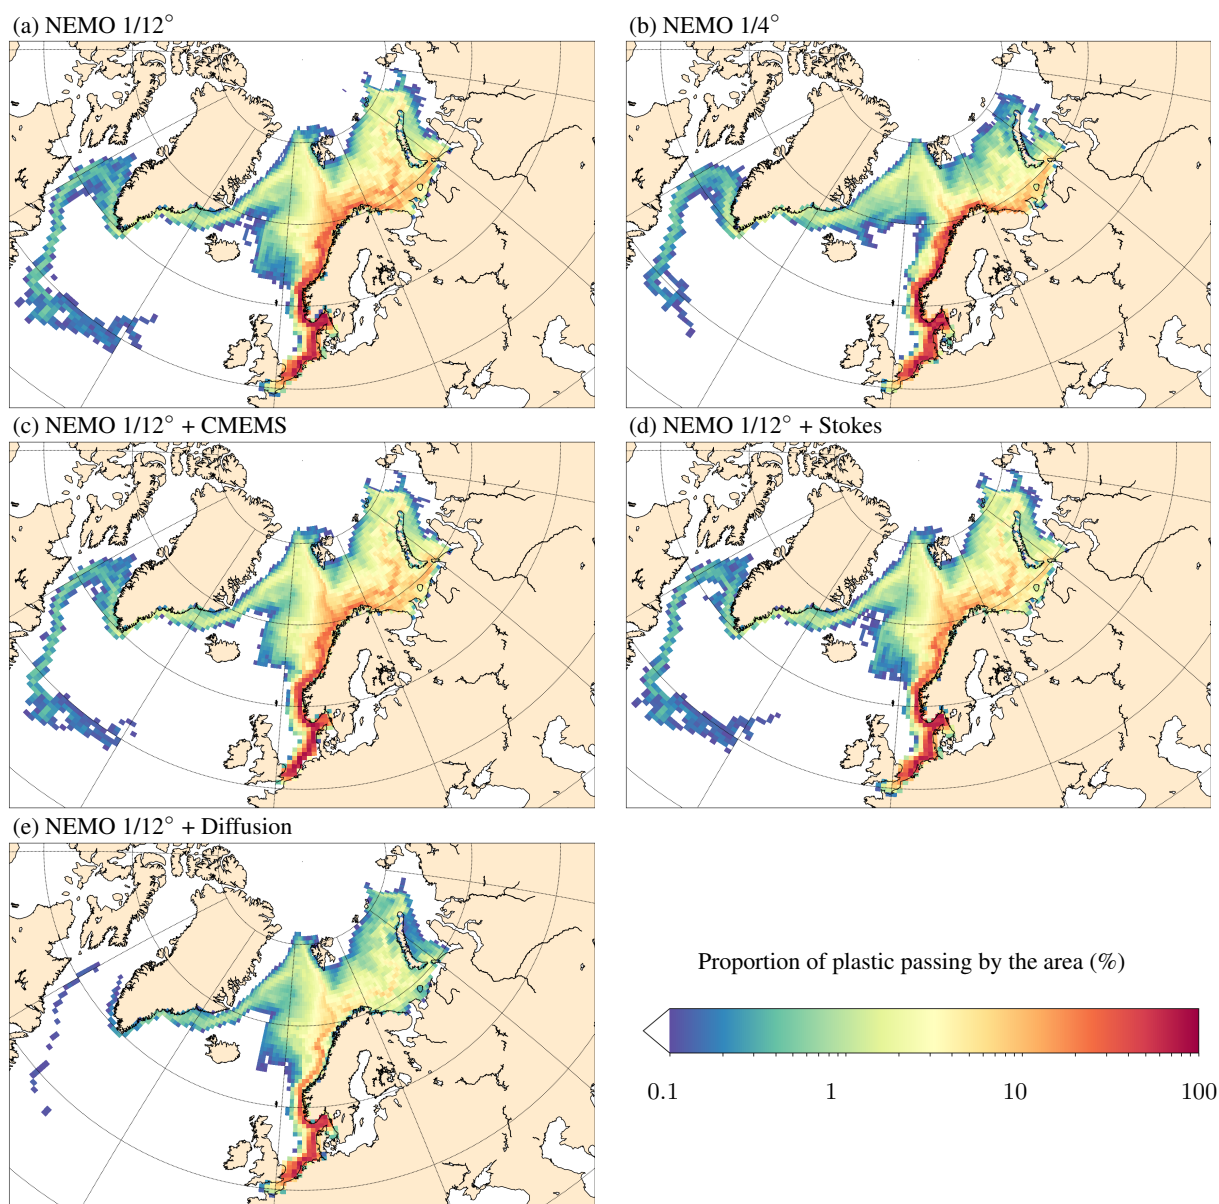 (a) NEMO 1/12°
(b) NEMO 1/4°
(c) NEMO 1/12° + CMEMS
(d) NEMO 1/12° + Stokes
(e) NEMO 1/12° + Diffusion
Proportion of plastic passing by the area (%)
0.1 1 10 100